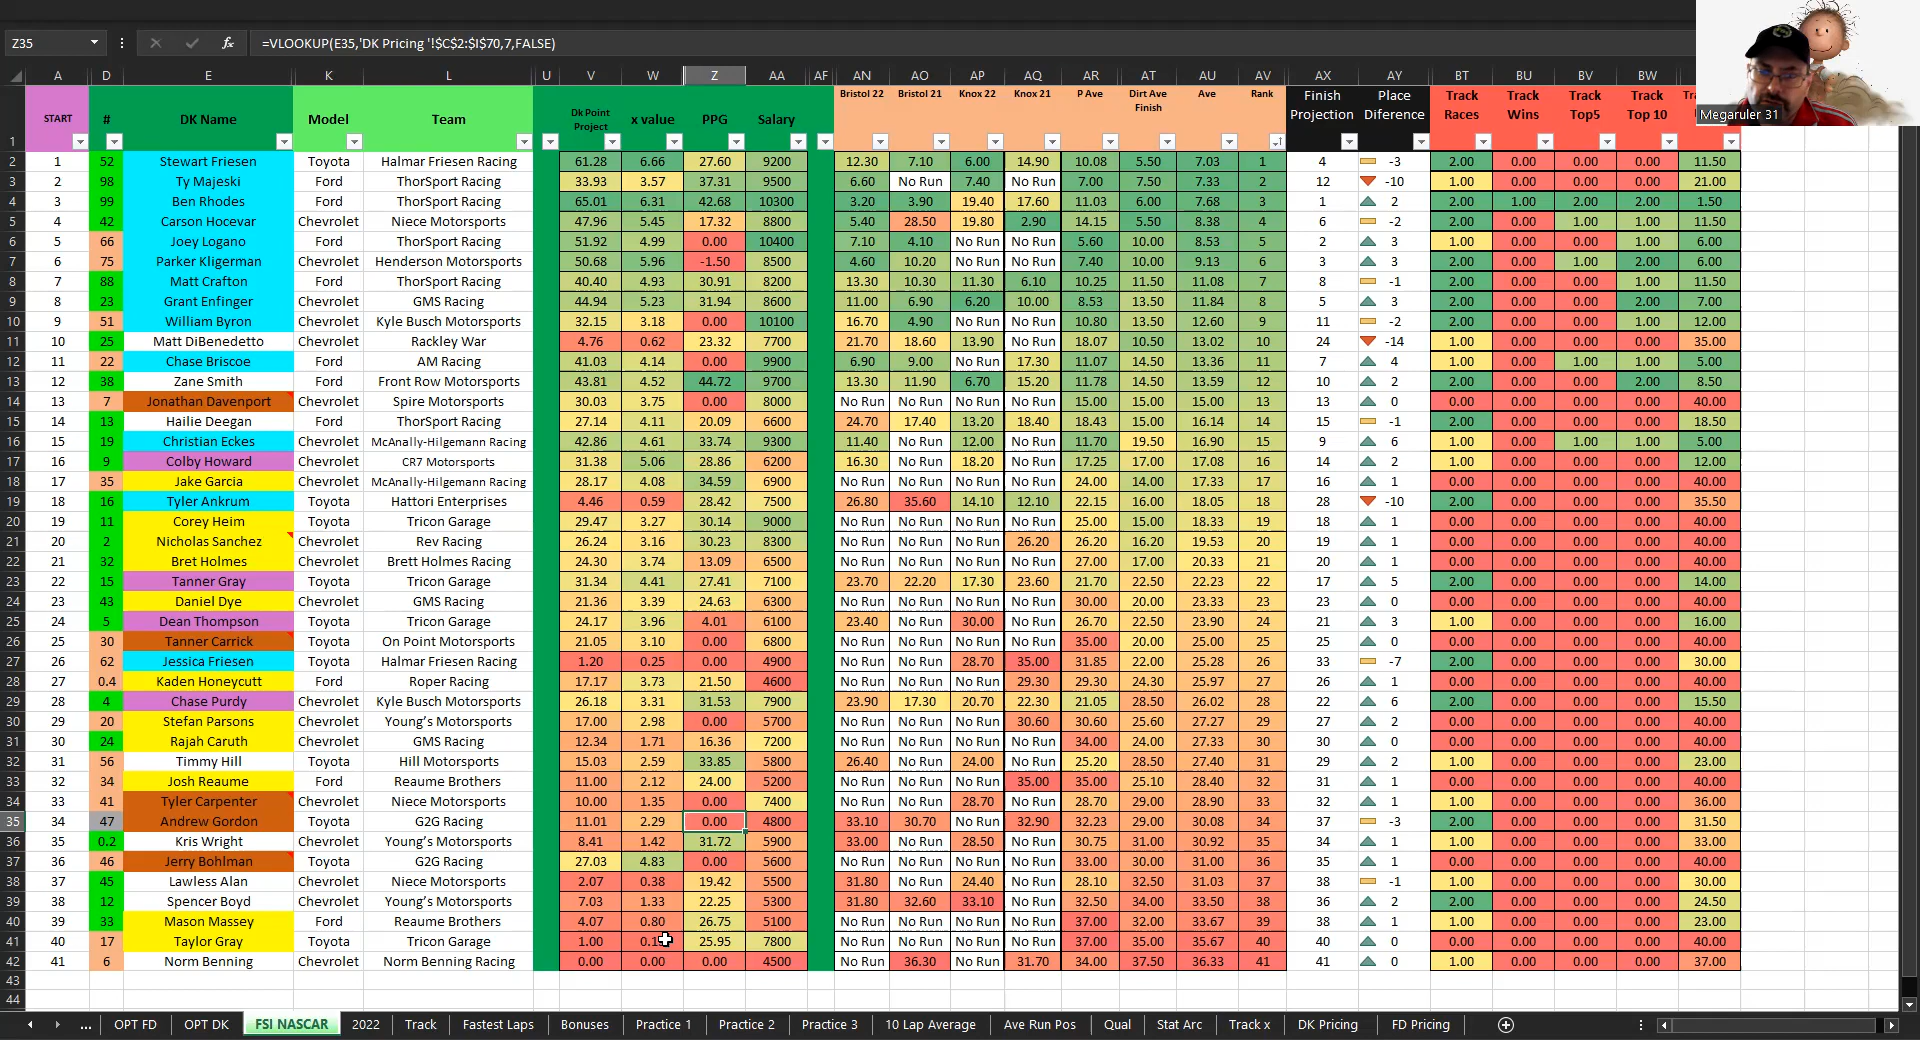 Z35 fx =VLOOKUP(E35,'DK Pricing '!$C$2:$I$70,7,FALSE)
A D E K L U V W Z AA AF AN AO AP AQ AR AT AU AV AX AY BT BU BV BW
1 START # DK Name Model Team Dk Point Project x value PPG Salary Bristol 22 Bristol 21 Knox 22 Knox 21 P Ave Dirt Ave Finish Ave Rank Finish Projection Place Diference Track Races Track Wins Track Top5 Track Top 10
Megaruler 31
2 1 52 Stewart Friesen Toyota Halmar Friesen Racing 61.28 6.66 27.60 9200 12.30 7.10 6.00 14.90 10.08 5.50 7.03 1 4 -3 2.00 0.00 0.00 0.00 11.50
3 2 98 Ty Majeski Ford ThorSport Racing 33.93 3.57 37.31 9500 6.60 No Run 7.40 No Run 7.00 7.50 7.33 2 12 -10 1.00 0.00 0.00 0.00 21.00
4 3 99 Ben Rhodes Ford ThorSport Racing 65.01 6.31 42.68 10300 3.20 3.90 19.40 17.60 11.03 6.00 7.68 3 1 2 2.00 1.00 2.00 2.00 1.50
5 4 42 Carson Hocevar Chevrolet Niece Motorsports 47.96 5.45 17.32 8800 5.40 28.50 19.80 2.90 14.15 5.50 8.38 4 6 -2 2.00 0.00 1.00 1.00 11.50
6 5 66 Joey Logano Ford ThorSport Racing 51.92 4.99 0.00 10400 7.10 4.10 No Run No Run 5.60 10.00 8.53 5 2 3 1.00 0.00 0.00 1.00 6.00
7 6 75 Parker Kligerman Chevrolet Henderson Motorsports 50.68 5.96 -1.50 8500 4.60 10.20 No Run No Run 7.40 10.00 9.13 6 3 3 2.00 0.00 1.00 2.00 6.00
8 7 88 Matt Crafton Ford ThorSport Racing 40.40 4.93 30.91 8200 13.30 10.30 11.30 6.10 10.25 11.50 11.08 7 8 -1 2.00 0.00 0.00 1.00 11.50
9 8 23 Grant Enfinger Chevrolet GMS Racing 44.94 5.23 31.94 8600 11.00 6.90 6.20 10.00 8.53 13.50 11.84 8 5 3 2.00 0.00 0.00 2.00 7.00
10 9 51 William Byron Chevrolet Kyle Busch Motorsports 32.15 3.18 0.00 10100 16.70 4.90 No Run No Run 10.80 13.50 12.60 9 11 -2 2.00 0.00 0.00 1.00 12.00
11 10 25 Matt DiBenedetto Chevrolet Rackley War 4.76 0.62 23.32 7700 21.70 18.60 13.90 No Run 18.07 10.50 13.02 10 24 -14 1.00 0.00 0.00 0.00 35.00
12 11 22 Chase Briscoe Ford AM Racing 41.03 4.14 0.00 9900 6.90 9.00 No Run 17.30 11.07 14.50 13.36 11 7 4 1.00 0.00 1.00 1.00 5.00
13 12 38 Zane Smith Ford Front Row Motorsports 43.81 4.52 44.72 9700 13.30 11.90 6.70 15.20 11.78 14.50 13.59 12 10 2 2.00 0.00 0.00 2.00 8.50
14 13 7 Jonathan Davenport Chevrolet Spire Motorsports 30.03 3.75 0.00 8000 No Run No Run No Run No Run 15.00 15.00 15.00 13 13 0 0.00 0.00 0.00 0.00 40.00
15 14 13 Hailie Deegan Ford ThorSport Racing 27.14 4.11 20.09 6600 24.70 17.40 13.20 18.40 18.43 15.00 16.14 14 15 -1 2.00 0.00 0.00 0.00 18.50
16 15 19 Christian Eckes Chevrolet McAnally-Hilgemann Racing 42.86 4.61 33.74 9300 11.40 No Run 12.00 No Run 11.70 19.50 16.90 15 9 6 1.00 0.00 1.00 1.00 5.00
17 16 9 Colby Howard Chevrolet CR7 Motorsports 31.38 5.06 28.86 6200 16.30 No Run 18.20 No Run 17.25 17.00 17.08 16 14 2 1.00 0.00 0.00 0.00 12.00
18 17 35 Jake Garcia Chevrolet McAnally-Hilgemann Racing 28.17 4.08 34.59 6900 No Run No Run No Run No Run 24.00 14.00 17.33 17 16 1 0.00 0.00 0.00 0.00 40.00
19 18 16 Tyler Ankrum Toyota Hattori Enterprises 4.46 0.59 28.42 7500 26.80 35.60 14.10 12.10 22.15 16.00 18.05 18 28 -10 2.00 0.00 0.00 0.00 35.50
20 19 11 Corey Heim Toyota Tricon Garage 29.47 3.27 30.14 9000 No Run No Run No Run No Run 25.00 15.00 18.33 19 18 1 0.00 0.00 0.00 0.00 40.00
21 20 2 Nicholas Sanchez Chevrolet Rev Racing 26.24 3.16 30.23 8300 No Run No Run No Run 26.20 26.20 16.20 19.53 20 19 1 0.00 0.00 0.00 0.00 40.00
22 21 32 Bret Holmes Chevrolet Brett Holmes Racing 24.30 3.74 13.09 6500 No Run No Run No Run No Run 27.00 17.00 20.33 21 20 1 0.00 0.00 0.00 0.00 40.00
23 22 15 Tanner Gray Toyota Tricon Garage 31.34 4.41 27.41 7100 23.70 22.20 17.30 23.60 21.70 22.50 22.23 22 17 5 2.00 0.00 0.00 0.00 14.00
24 23 43 Daniel Dye Chevrolet GMS Racing 21.36 3.39 24.63 6300 No Run No Run No Run No Run 30.00 20.00 23.33 23 23 0 0.00 0.00 0.00 0.00 40.00
25 24 5 Dean Thompson Toyota Tricon Garage 24.17 3.96 4.01 6100 23.40 No Run 30.00 No Run 26.70 22.50 23.90 24 21 3 1.00 0.00 0.00 0.00 16.00
26 25 30 Tanner Carrick Toyota On Point Motorsports 21.05 3.10 0.00 6800 No Run No Run No Run No Run 35.00 20.00 25.00 25 25 0 0.00 0.00 0.00 0.00 40.00
27 26 62 Jessica Friesen Toyota Halmar Friesen Racing 1.20 0.25 0.00 4900 No Run No Run 28.70 35.00 31.85 22.00 25.28 26 33 -7 2.00 0.00 0.00 0.00 30.00
28 27 0.4 Kaden Honeycutt Ford Roper Racing 17.17 3.73 21.50 4600 No Run No Run No Run 29.30 29.30 24.30 25.97 27 26 1 0.00 0.00 0.00 0.00 40.00
29 28 4 Chase Purdy Chevrolet Kyle Busch Motorsports 26.18 3.31 31.53 7900 23.90 17.30 20.70 22.30 21.05 28.50 26.02 28 22 6 2.00 0.00 0.00 0.00 15.50
30 29 20 Stefan Parsons Chevrolet Young's Motorsports 17.00 2.98 0.00 5700 No Run No Run No Run 30.60 30.60 25.60 27.27 29 27 2 0.00 0.00 0.00 0.00 40.00
31 30 24 Rajah Caruth Chevrolet GMS Racing 12.34 1.71 16.36 7200 No Run No Run No Run No Run 34.00 24.00 27.33 30 30 0 0.00 0.00 0.00 0.00 40.00
32 31 56 Timmy Hill Toyota Hill Motorsports 15.03 2.59 33.85 5800 26.40 No Run 24.00 No Run 25.20 28.50 27.40 31 29 2 1.00 0.00 0.00 0.00 23.00
33 32 34 Josh Reaume Ford Reaume Brothers 11.00 2.12 24.00 5200 No Run No Run No Run 35.00 35.00 25.10 28.40 32 31 1 0.00 0.00 0.00 0.00 40.00
34 33 41 Tyler Carpenter Chevrolet Niece Motorsports 10.00 1.35 0.00 7400 No Run No Run 28.70 No Run 28.70 29.00 28.90 33 32 1 1.00 0.00 0.00 0.00 36.00
35 34 47 Andrew Gordon Toyota G2G Racing 11.01 2.29 0.00 4800 33.10 30.70 No Run 32.90 32.23 29.00 30.08 34 37 -3 2.00 0.00 0.00 0.00 31.50
36 35 0.2 Kris Wright Chevrolet Young's Motorsports 8.41 1.42 31.72 5900 33.00 No Run 28.50 No Run 30.75 31.00 30.92 35 34 1 1.00 0.00 0.00 0.00 33.00
37 36 46 Jerry Bohlman Toyota G2G Racing 27.03 4.83 0.00 5600 No Run No Run No Run No Run 33.00 30.00 31.00 36 35 1 0.00 0.00 0.00 0.00 40.00
38 37 45 Lawless Alan Chevrolet Niece Motorsports 2.07 0.38 19.42 5500 31.80 No Run 24.40 No Run 28.10 32.50 31.03 37 38 -1 1.00 0.00 0.00 0.00 30.00
39 38 12 Spencer Boyd Chevrolet Young's Motorsports 7.03 1.33 22.25 5300 31.80 32.60 33.10 No Run 32.50 34.00 33.50 38 36 2 2.00 0.00 0.00 0.00 24.50
40 39 33 Mason Massey Ford Reaume Brothers 4.07 0.80 26.75 5100 No Run No Run No Run No Run 37.00 32.00 33.67 39 38 1 1.00 0.00 0.00 0.00 23.00
41 40 17 Taylor Gray Toyota Tricon Garage 1.00 25.95 7800 No Run No Run No Run No Run 37.00 35.00 35.67 40 40 0 0.00 0.00 0.00 0.00 40.00
42 41 6 Norm Benning Chevrolet Norm Benning Racing 0.00 0.00 0.00 4500 No Run 36.30 No Run 31.70 34.00 37.50 36.33 41 41 0 1.00 0.00 0.00 0.00 37.00
43
44
... OPT FD OPT DK FSI NASCAR 2022 Track Fastest Laps Bonuses Practice 1 Practice 2 Practice 3 10 Lap Average Ave Run Pos Qual Stat Arc Track x DK Pricing FD Pricing